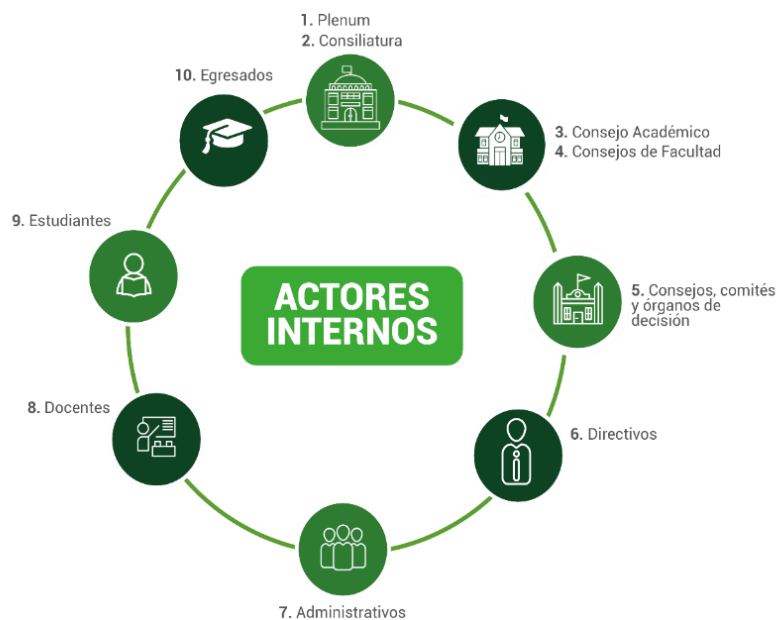 1. Plenum
2. Consiliatura
3. Consejo Académico
4. Consejos de Facultad
5. Consejos, comités
y órganos de
decisión
6. Directivos
7. Administrativos
8. Docentes
9. Estudiantes
10. Egresados
ACTORES
INTERNOS